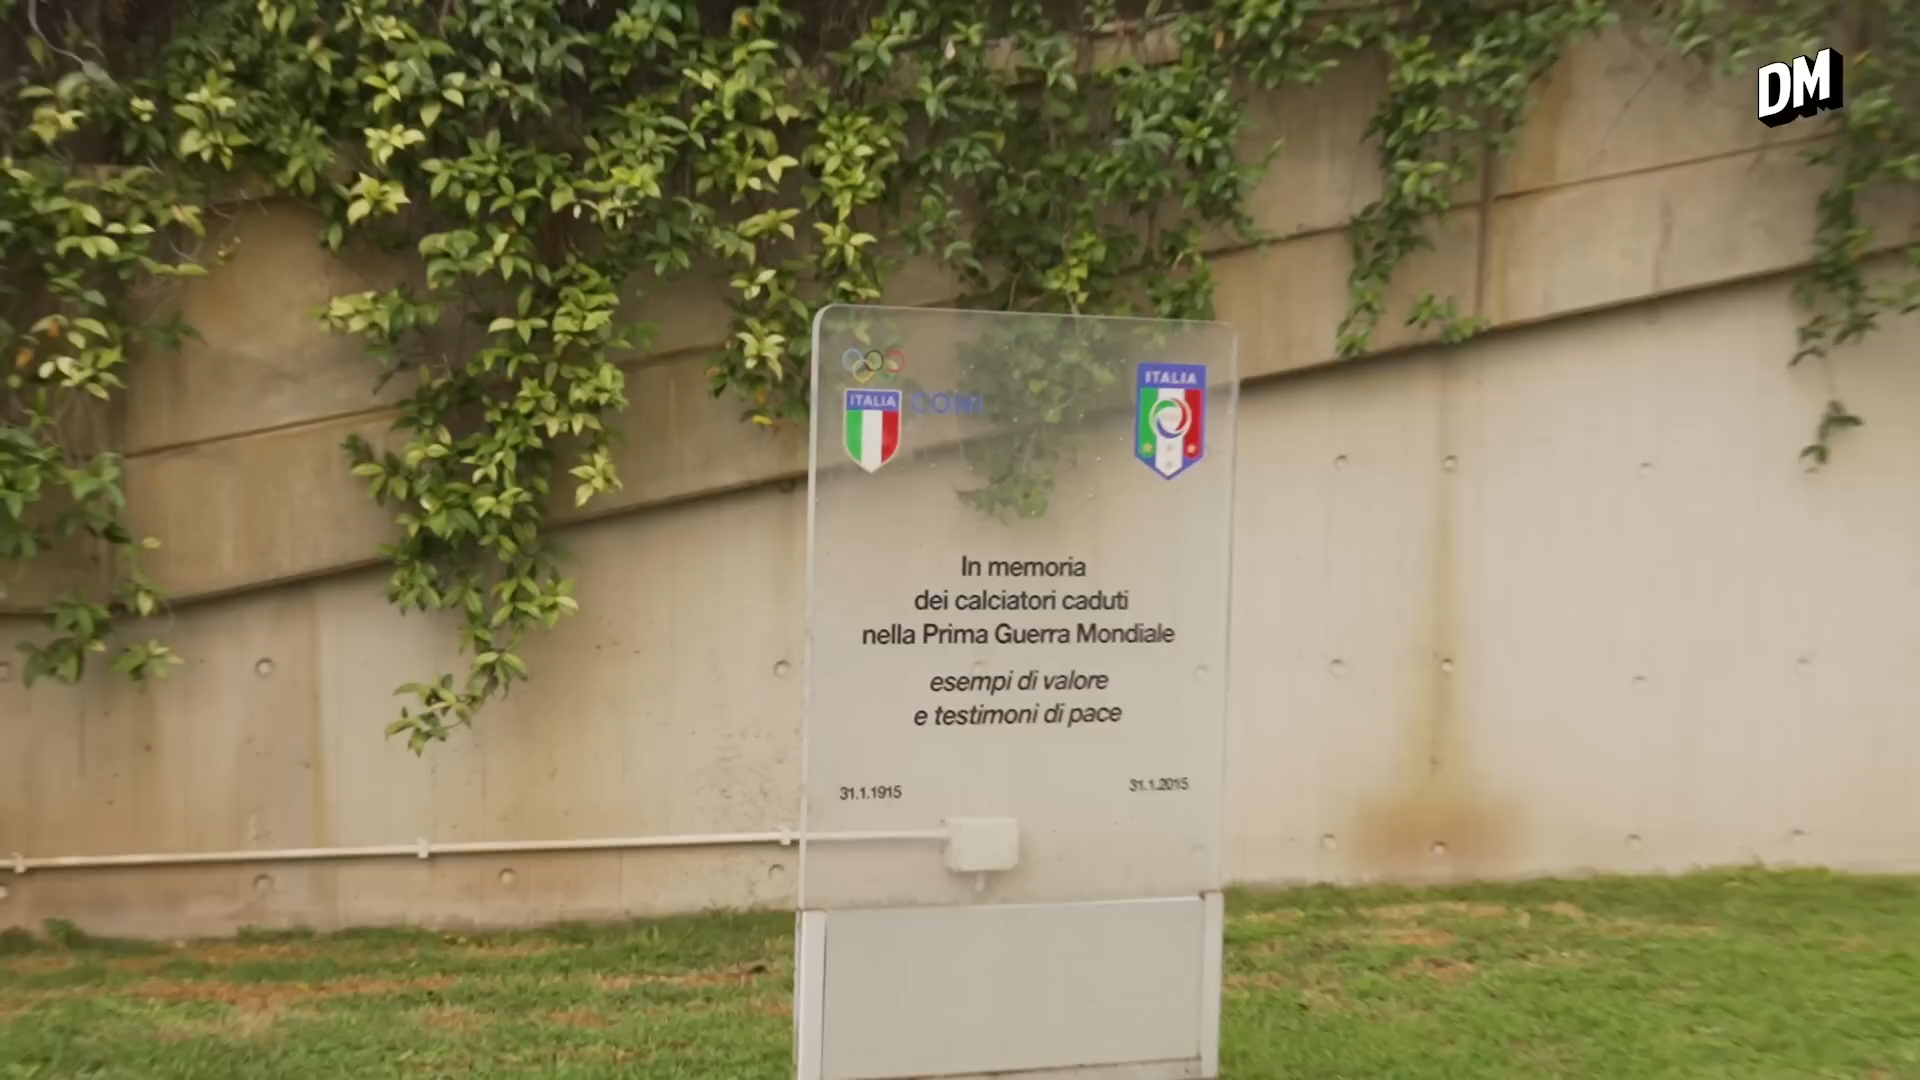 DM
ITALIA
CONI
ITALIA
In memoria
dei calciatori caduti
nella Prima Guerra Mondiale
esempi di valore
e testimoni di pace
31.1.1915
31.1.2015